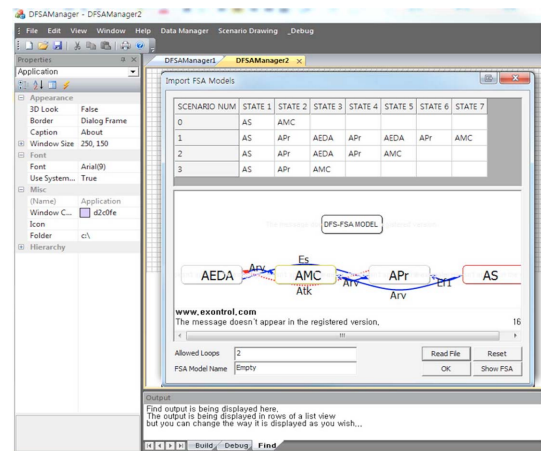 DFSAManager - DFSAManager2
File Edit View Window Help Data Manager Scenario Drawing _Debug
Properties
Application
Appearance
3D Look False
Border Dialog Frame
Caption About
Window Size 250, 150
Font
Font Arial(9)
Use System... True
Misc
(Name) Application
Window C... d2c0fe
Icon
Folder c:\
Hierarchy
DFSAManager1 DFSAManager2 x
Import FSA Models
SCENARIO NUM STATE 1 STATE 2 STATE 3 STATE 4 STATE 5 STATE 6 STATE 7
0 AS AMC
1 AS APr AEDA APr AEDA APr AMC
2 AS APr AEDA APr AMC
3 AS APr AMC
DFS-FSA MODEL
Es
AEDA Arv AMC Arv APr Ef1 AS
Atk Arv
www.exontrol.com
The message doesn't appear in the registered version, 16
Allowed Loops 2 Read File Reset
FSA Model Name Empty OK Show FSA
Output
Find output is being displayed here,
The output is being displayed in rows of a list view
but you can change the way it is displayed as you wish,,,
Build Debug Find